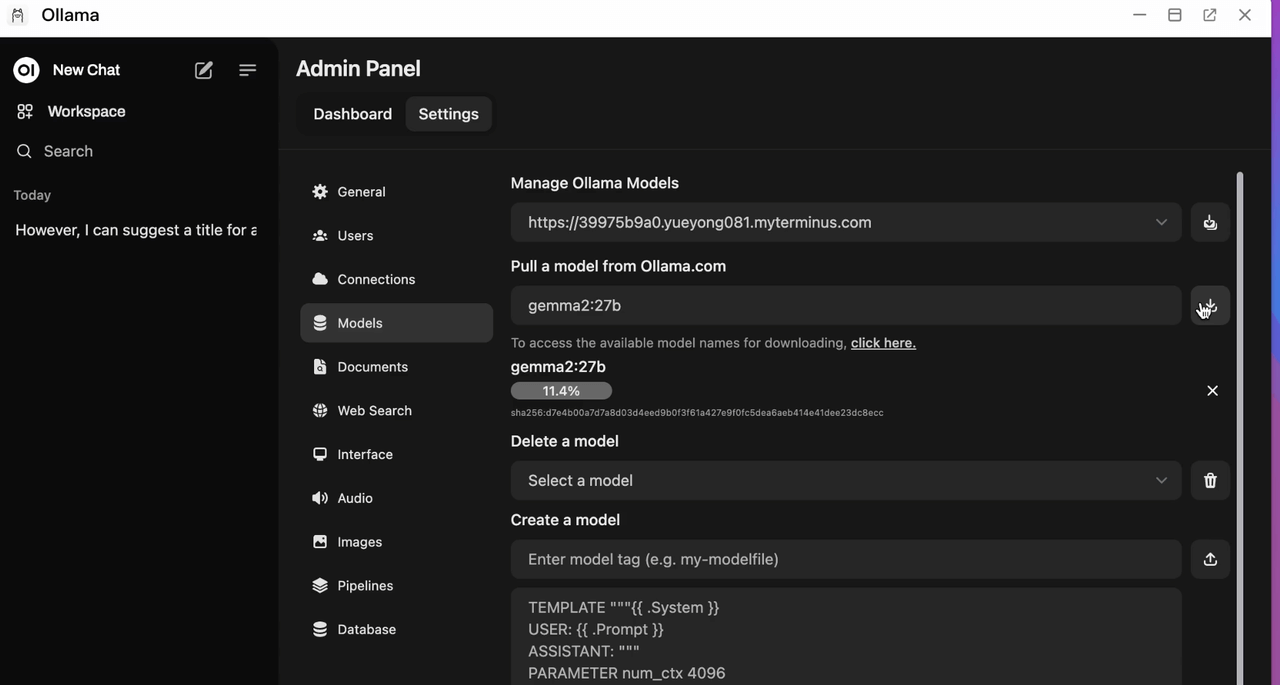 Ollama
OI New Chat
Workspace
Search
Today
However, I can suggest a title for a
Admin Panel
Dashboard Settings
General
Users
Connections
Models
Documents
Web Search
Interface
Audio
Images
Pipelines
Database
Manage Ollama Models
https://39975b9a0.yueyong081.myterminus.com
Pull a model from Ollama.com
gemma2:27b
To access the available model names for downloading, click here.
gemma2:27b
11.4%
sha256:d7e4b00a7d7a8d03d4eed9b0f3f61a427e9f0fc5dea6aeb414e41dee23dc8ecc
Delete a model
Select a model
Create a model
Enter model tag (e.g. my-modelfile)
TEMPLATE """{{ .System }}
USER: {{ .Prompt }}
ASSISTANT: """
PARAMETER num_ctx 4096